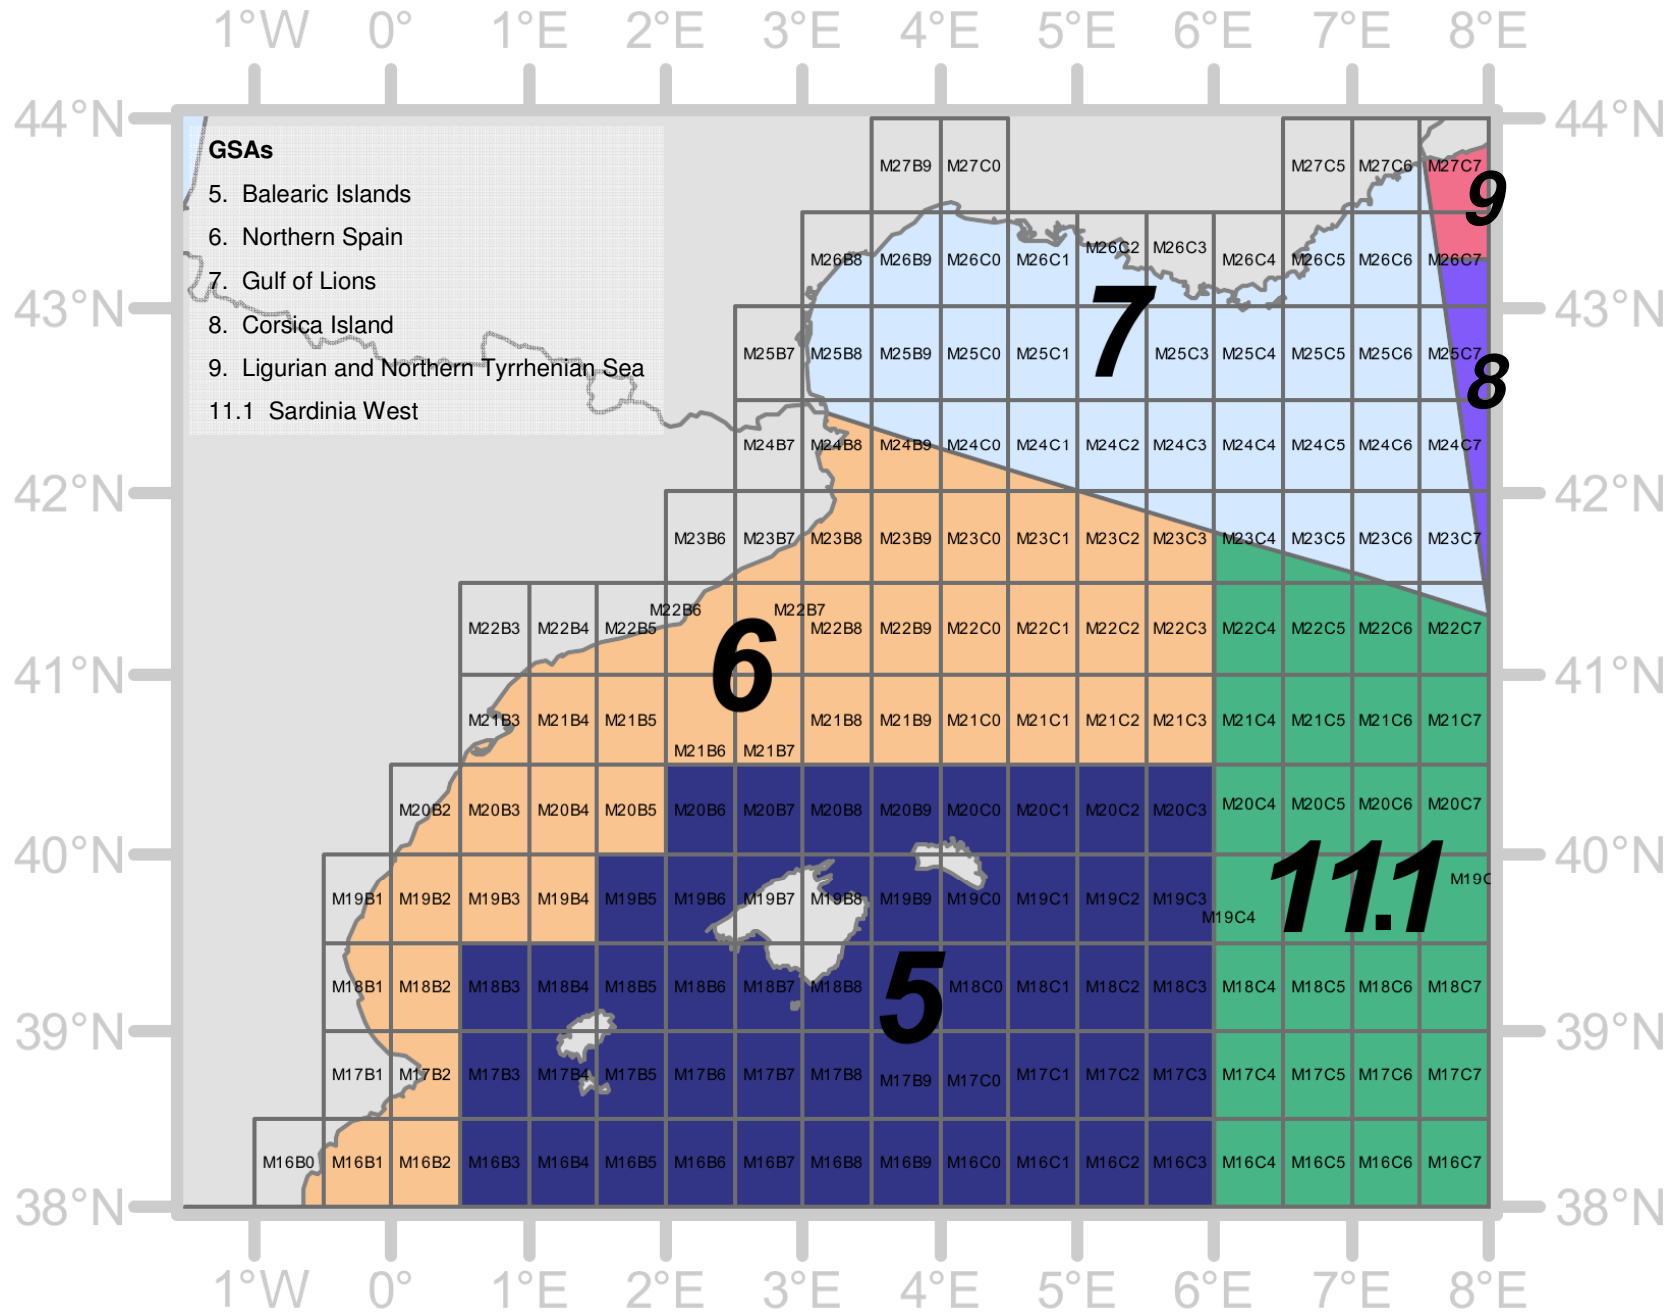 1°W 0° 1°E 2°E 3°E 4°E 5°E 6°E 7°E 8°E
44°N 44°N
GSAs
5. Balearic Islands
6. Northern Spain
7. Gulf of Lions
8. Corsica Island
9. Ligurian and Northern Tyrrhenian Sea
11.1 Sardinia West
M27B9 M27C0 M27C5 M27C6 M27C7
9
M26B8 M26B9 M26C0 M26C1 M26C2 M26C3 M26C4 M26C5 M26C6 M26C7
43°N 43°N
7
M25B7 M25B8 M25B9 M25C0 M25C1 M25C3 M25C4 M25C5 M25C6 M25C7
8
M24B7 M24B8 M24B9 M24C0 M24C1 M24C2 M24C3 M24C4 M24C5 M24C6 M24C7
42°N 42°N
M23B6 M23B7 M23B8 M23B9 M23C0 M23C1 M23C2 M23C3 M23C4 M23C5 M23C6 M23C7
M22B6 M22B7
M22B3 M22B4 M22B5 M22B8 M22B9 M22C0 M22C1 M22C2 M22C3 M22C4 M22C5 M22C6 M22C7
6
41°N 41°N
M21B3 M21B4 M21B5 M21B8 M21B9 M21C0 M21C1 M21C2 M21C3 M21C4 M21C5 M21C6 M21C7
M21B6 M21B7
M20B2 M20B3 M20B4 M20B5 M20B6 M20B7 M20B8 M20B9 M20C0 M20C1 M20C2 M20C3 M20C4 M20C5 M20C6 M20C7
40°N 40°N
11.1
M19B1 M19B2 M19B3 M19B4 M19B5 M19B6 M19B7 M19B8 M19B9 M19C0 M19C1 M19C2 M19C3 M19C4 M19C
5
M18B1 M18B2 M18B3 M18B4 M18B5 M18B6 M18B7 M18B8 M18C0 M18C1 M18C2 M18C3 M18C4 M18C5 M18C6 M18C7
39°N 39°N
M17B1 M17B2 M17B3 M17B4 M17B5 M17B6 M17B7 M17B8 M17B9 M17C0 M17C1 M17C2 M17C3 M17C4 M17C5 M17C6 M17C7
M16B0 M16B1 M16B2 M16B3 M16B4 M16B5 M16B6 M16B7 M16B8 M16B9 M16C0 M16C1 M16C2 M16C3 M16C4 M16C5 M16C6 M16C7
38°N 38°N
1°W 0° 1°E 2°E 3°E 4°E 5°E 6°E 7°E 8°E